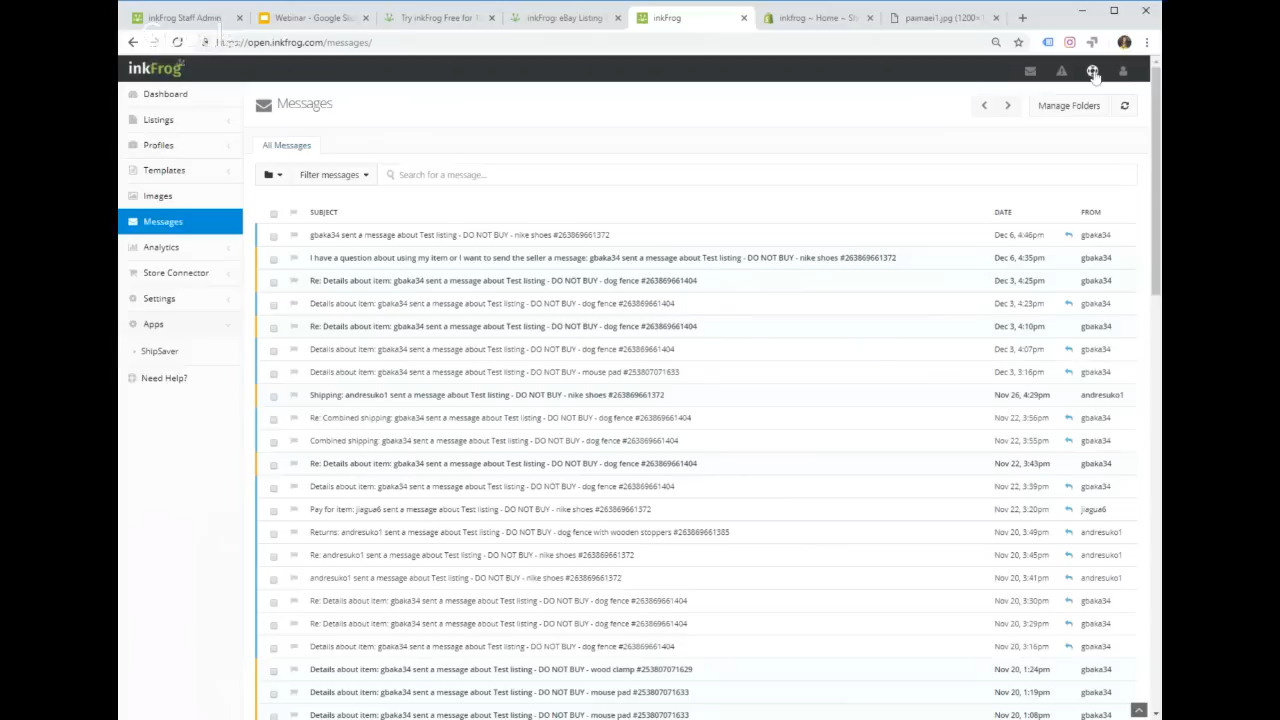 inkFrog Staff Admin
Webinar - Google Sli
Try inkFrog Free for
inkFrog: eBay Listing
inkFrog
inkfrog ~ Home ~ Sh
pamaei1.jpg (1200×
https://open.inkfrog.com/messages/
inkFrog
Dashboard
Listings
Profiles
Templates
Images
Messages
Analytics
Store Connector
Settings
Apps
ShipSaver
Need Help?
Messages
Manage Folders
All Messages
Filter messages
Search for a message...
SUBJECT DATE FROM
gbaka34 sent a message about Test listing - DO NOT BUY - nike shoes #263869661372 Dec 6, 4:46pm gbaka34
I have a question about using my item or I want to send the seller a message: gbaka34 sent a message about Test listing - DO NOT BUY - nike shoes #263869661372 Dec 6, 4:35pm gbaka34
Re: Details about item: gbaka34 sent a message about Test listing - DO NOT BUY - dog fence #263869661404 Dec 3, 4:25pm gbaka34
Details about item: gbaka34 sent a message about Test listing - DO NOT BUY - dog fence #263869661404 Dec 3, 4:23pm gbaka34
Re: Details about item: gbaka34 sent a message about Test listing - DO NOT BUY - dog fence #263869661404 Dec 3, 4:10pm gbaka34
Details about item: gbaka34 sent a message about Test listing - DO NOT BUY - dog fence #263869661404 Dec 3, 4:07pm gbaka34
Details about item: gbaka34 sent a message about Test listing - DO NOT BUY - mouse pad #253807071633 Dec 3, 3:16pm gbaka34
Shipping: andresuko1 sent a message about Test listing - DO NOT BUY - nike shoes #263869661372 Nov 26, 4:29pm andresuko1
Re: Combined shipping: gbaka34 sent a message about Test listing - DO NOT BUY - dog fence #263869661404 Nov 22, 3:56pm gbaka34
Combined shipping: gbaka34 sent a message about Test listing - DO NOT BUY - dog fence #263869661404 Nov 22, 3:55pm gbaka34
Re: Details about item: gbaka34 sent a message about Test listing - DO NOT BUY - dog fence #263869661404 Nov 22, 3:43pm gbaka34
Details about item: gbaka34 sent a message about Test listing - DO NOT BUY - dog fence #263869661404 Nov 22, 3:39pm gbaka34
Pay for item: jiagua6 sent a message about Test listing - DO NOT BUY - nike shoes #263869661372 Nov 22, 3:20pm jiagua6
Returns: andresuko1 sent a message about Test listing - DO NOT BUY - dog fence with wooden stoppers #263869661385 Nov 20, 3:49pm andresuko1
Re: andresuko1 sent a message about Test listing - DO NOT BUY - nike shoes #263869661372 Nov 20, 3:45pm andresuko1
andresuko1 sent a message about Test listing - DO NOT BUY - nike shoes #263869661372 Nov 20, 3:41pm andresuko1
Re: Details about item: gbaka34 sent a message about Test listing - DO NOT BUY - dog fence #263869661404 Nov 20, 3:30pm gbaka34
Re: Details about item: gbaka34 sent a message about Test listing - DO NOT BUY - dog fence #263869661404 Nov 20, 3:29pm gbaka34
Details about item: gbaka34 sent a message about Test listing - DO NOT BUY - dog fence #263869661404 Nov 20, 3:16pm gbaka34
Details about item: gbaka34 sent a message about Test listing - DO NOT BUY - wood clamp #253807071629 Nov 20, 1:24pm gbaka34
Details about item: gbaka34 sent a message about Test listing - DO NOT BUY - mouse pad #253807071633 Nov 20, 1:19pm gbaka34
Details about item: gbaka34 sent a message about Test listing - DO NOT BUY - mouse pad #253807071633 Nov 20, 1:03pm gbaka34